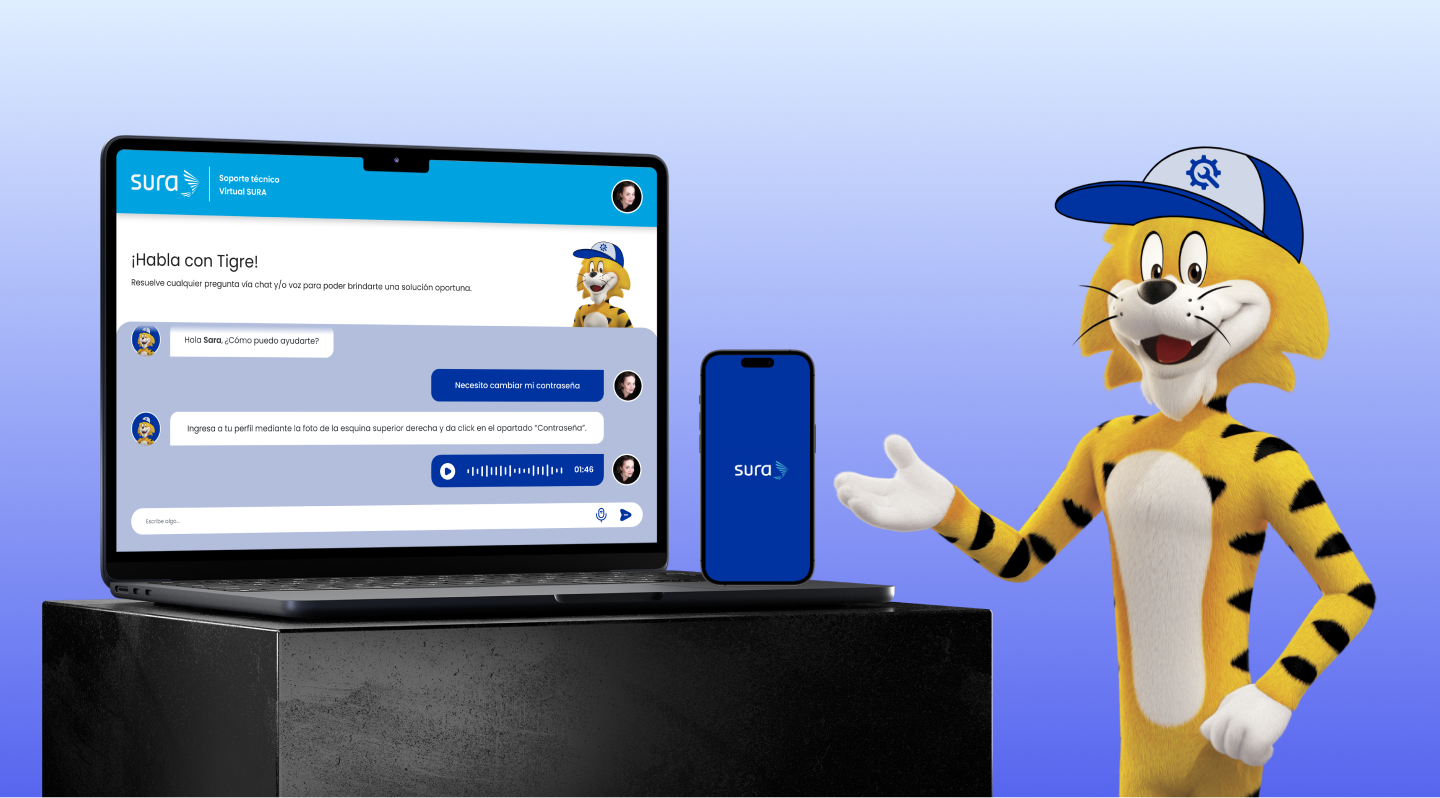 sura
Soporte técnico
Virtual SURA
¡Habla con Tigre!
Resuelve cualquier pregunta vía chat y/o voz para poder brindarte una solución oportuna.
Hola Sara, ¿Cómo puedo ayudarte?
Necesito cambiar mi contraseña
Ingresa a tu perfil mediante la foto de la esquina superior derecha y da click en el apartado "Contraseña".
01:46
Escribe algo...
sura